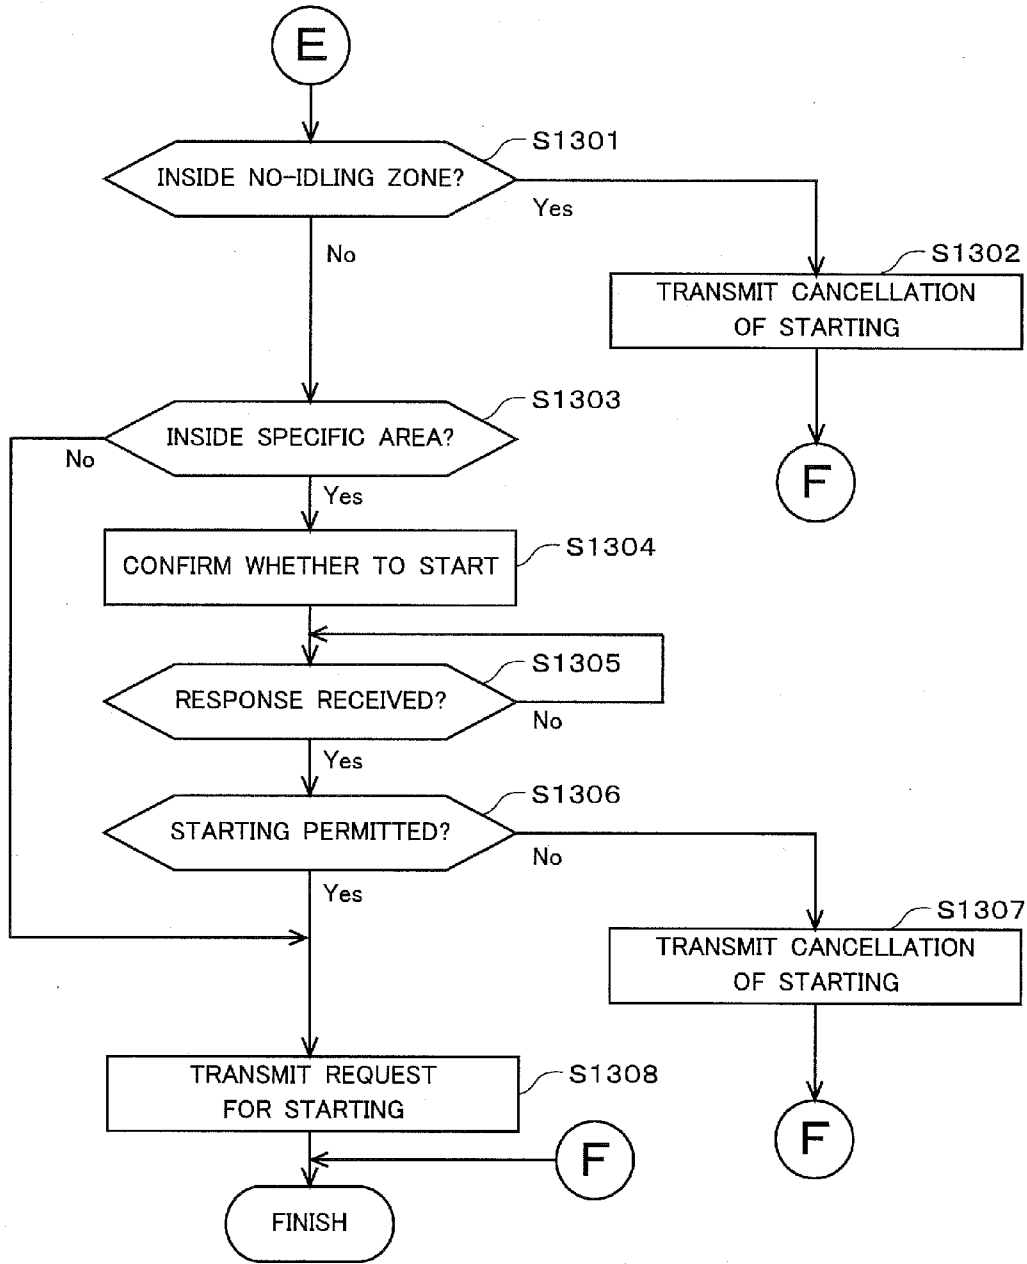 E
S1301
INSIDE NO-IDLING ZONE?
Yes
No
S1302
TRANSMIT CANCELLATION
OF STARTING
S1303
INSIDE SPECIFIC AREA?
No
Yes
F
S1304
CONFIRM WHETHER TO START
S1305
RESPONSE RECEIVED?
No
Yes
S1306
STARTING PERMITTED?
No
Yes
S1307
TRANSMIT CANCELLATION
OF STARTING
S1308
TRANSMIT REQUEST
FOR STARTING
F
F
FINISH